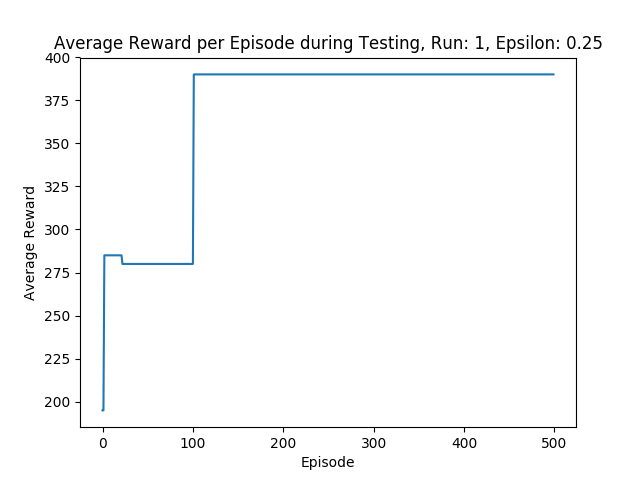 Average Reward per Episode during Testing, Run: 1, Epsilon: 0.25
400
375
350
325
300
275
250
225
200
Average Reward
0 100 200 300 400 500
Episode